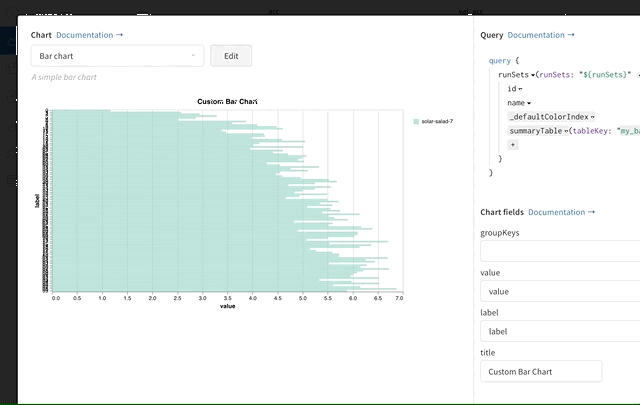 Chart Documentation →
Bar chart
Edit
A simple bar chart
Custom Bar Chart
solar-salad-7
label
0.0 0.5 1.0 1.5 2.0 2.5 3.0 3.5 4.0 4.5 5.0 5.5 6.0 6.5 7.0
value
Query Documentation →
query {
runSets (runSets: "${runSets}"
id
name
_defaultColorIndex
summaryTable (tableKey: "my_ba
+
}
}
Chart fields Documentation →
groupKeys
value
value
label
label
title
Custom Bar Chart